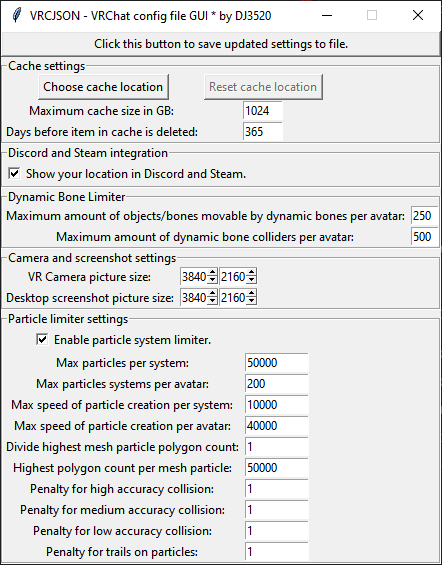 VRCJSON - VRChat config file GUI * by DJ3520
Click this button to save updated settings to file.
Cache settings
Choose cache location Reset cache location
Maximum cache size in GB: 1024
Days before item in cache is deleted: 365
Discord and Steam integration
Show your location in Discord and Steam.
Dynamic Bone Limiter
Maximum amount of objects/bones movable by dynamic bones per avatar: 250
Maximum amount of dynamic bone colliders per avatar: 500
Camera and screenshot settings
VR Camera picture size: 3840 2160
Desktop screenshot picture size: 3840 2160
Particle limiter settings
Enable particle system limiter.
Max particles per system: 50000
Max particles systems per avatar: 200
Max speed of particle creation per system: 10000
Max speed of particle creation per avatar: 40000
Divide highest mesh particle polygon count: 1
Highest polygon count per mesh particle: 50000
Penalty for high accuracy collision: 1
Penalty for medium accuracy collision: 1
Penalty for low accuracy collision: 1
Penalty for trails on particles: 1